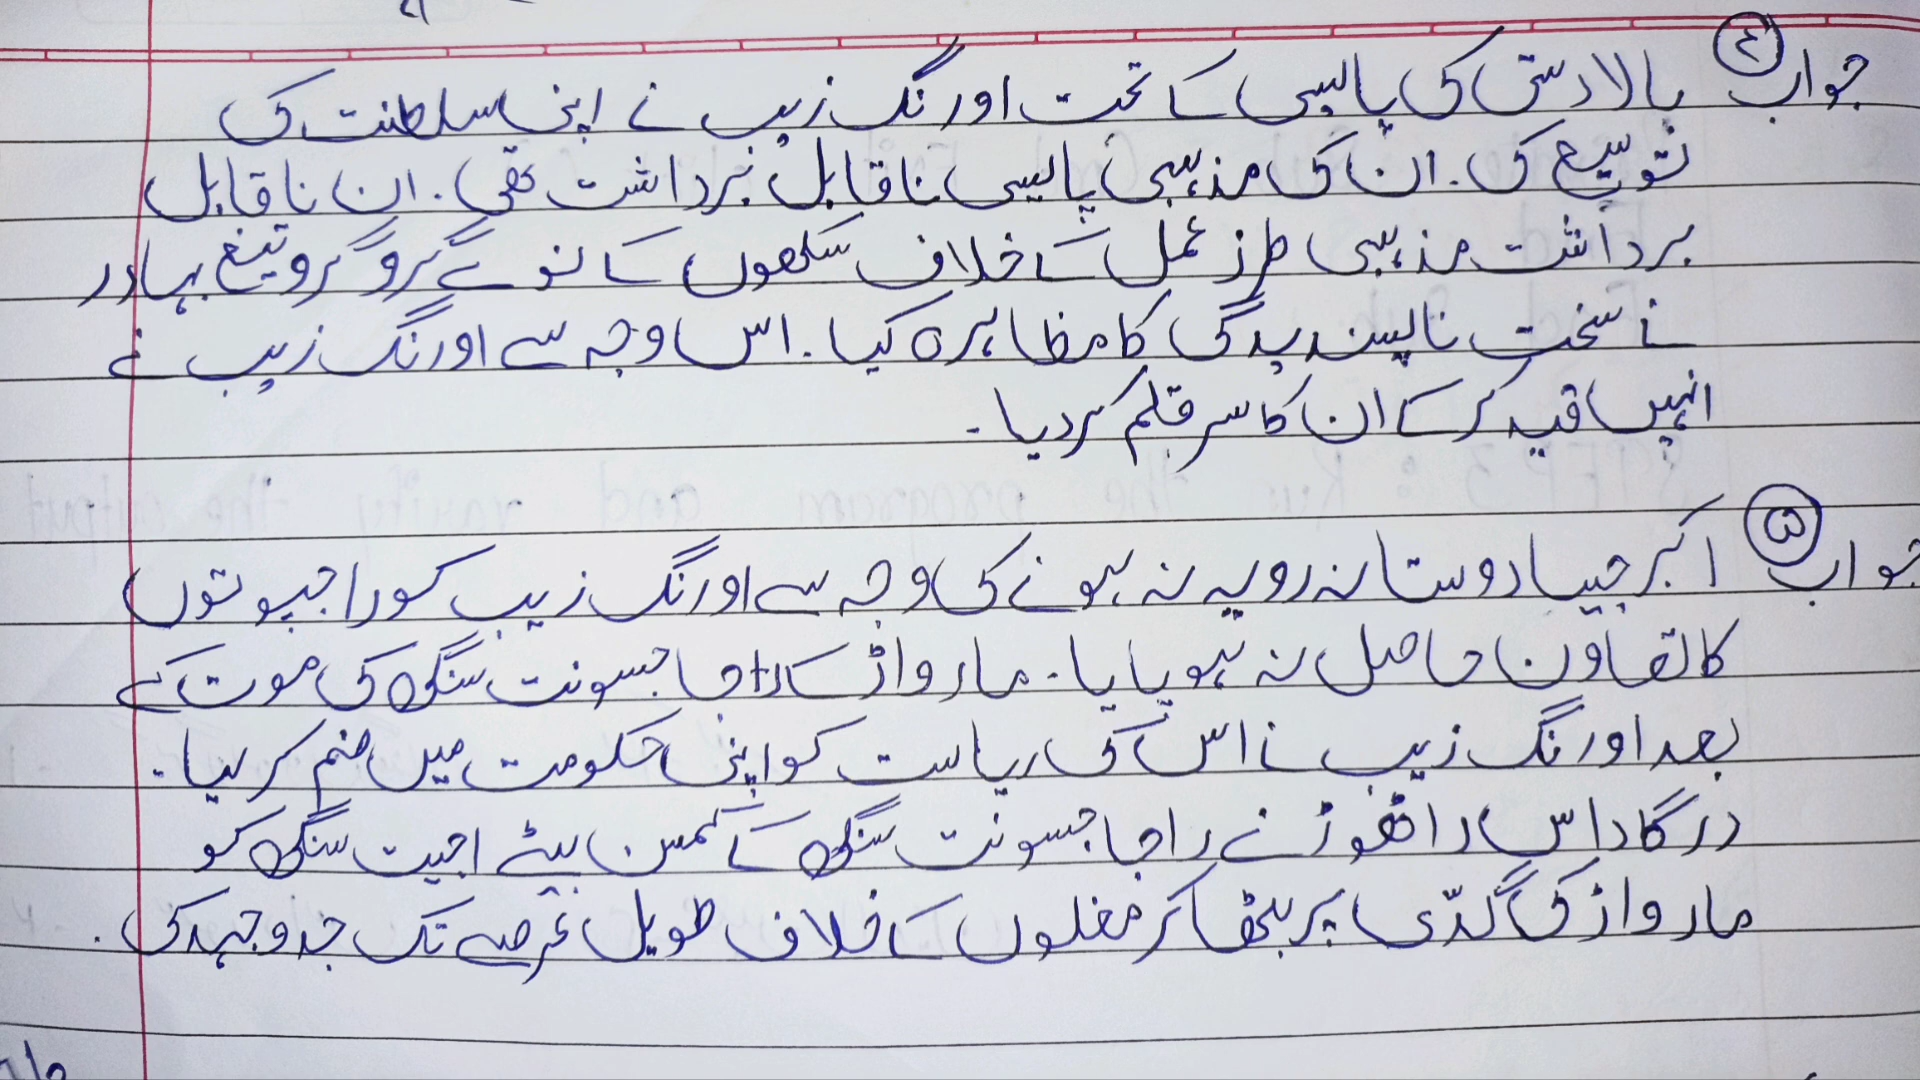 جواب ④ بالادستی کی پالیسی کے تحت اورنگ زیب نے اپنی سلطنت کی
توسیع کی. ان کی مذہبی پالیسی ناقابل برداشت تھی. ان ناقابل
برداشت مذہبی طرز عمل کے خلاف سکھوں کے نوے گرو گرو تیغ بہادر
نے سخت ناپسندیدگی کا مظاہرہ کیا. اس وجہ سے اورنگ زیب نے
انہیں قید کر کے ان کا سر قلم کر دیا۔
جواب ⑤ اکبر جیسا دوستانہ رویہ نہ ہونے کی وجہ سے اورنگ زیب کو راجپوتوں
کا تعاون حاصل نہ ہو پایا. مارواڑ کے راجا جسونت سنگھ کی موت کے
بعد اورنگ زیب نے اس کی ریاست کو اپنی حکومت میں ضم کر لیا.
درگا داس راٹھوڑ نے راجا جسونت سنگھ کے کمسن بیٹے اجیت سنگھ کو
مارواڑ کی گدّی پر بٹھا کر مغلوں کے خلاف طویل عرصے تک جدوجہد کی.